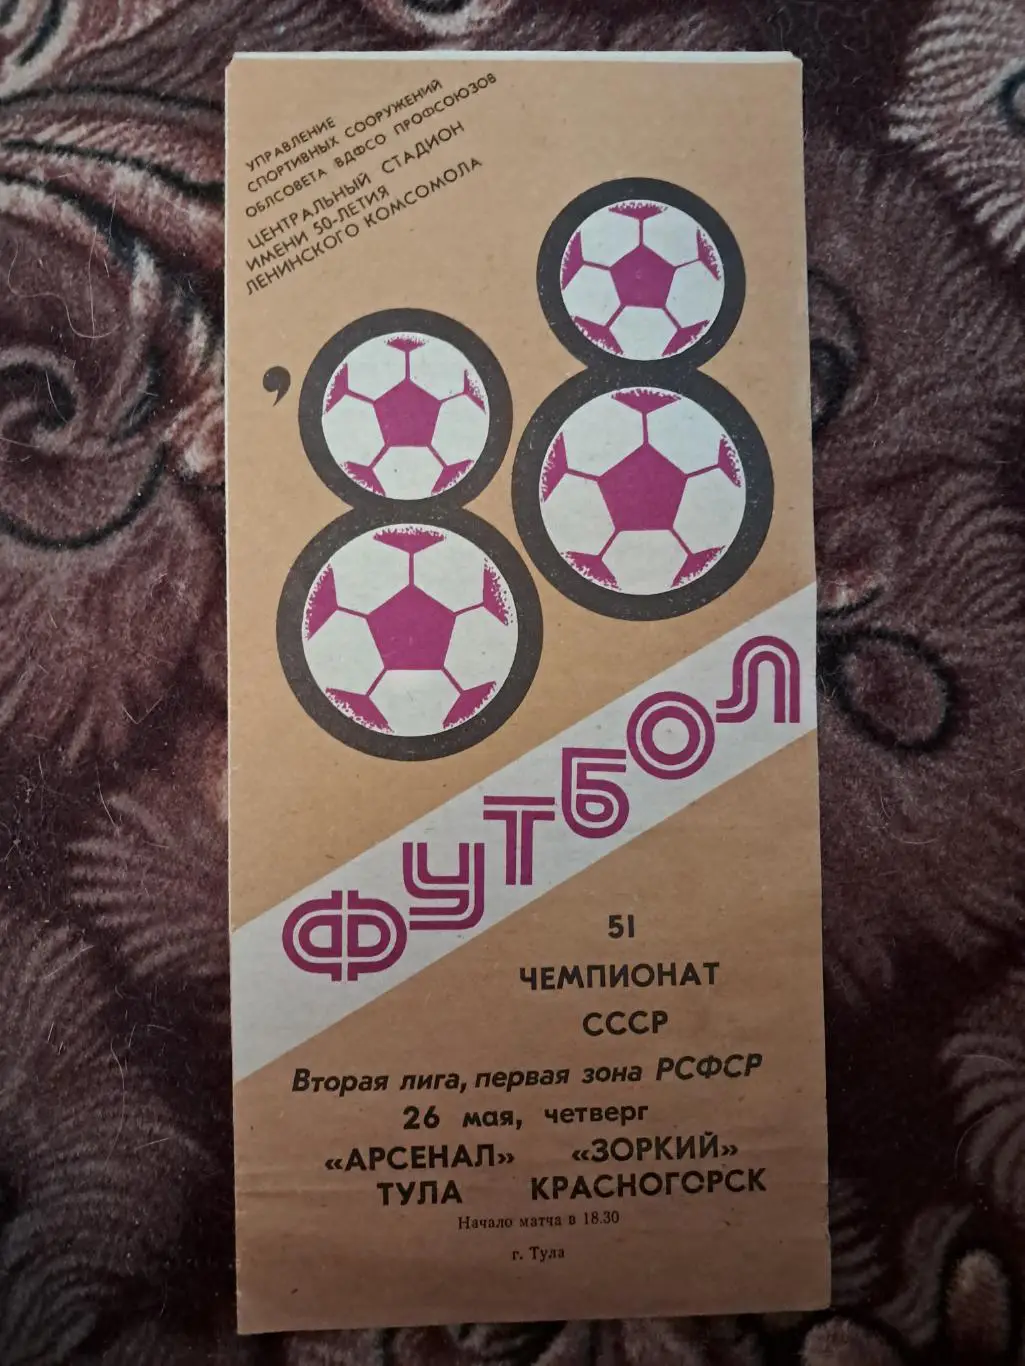 УПРАВЛЕНИЕ
СПОРТИВНЫХ СООРУЖЕНИЙ
ОБЛСОВЕТА ВДФСО ПРОФСОЮЗОВ
ЦЕНТРАЛЬНЫЙ СТАДИОН
ИМЕНИ 50-ЛЕТИЯ
ЛЕНИНСКОГО КОМСОМОЛА
’88
ФУТБОЛ
51
ЧЕМПИОНАТ
СССР
Вторая лига, первая зона РСФСР
26 мая, четверг
«АРСЕНАЛ» «ЗОРКИЙ»
ТУЛА КРАСНОГОРСК
Начало матча в 18.30
г. Тула